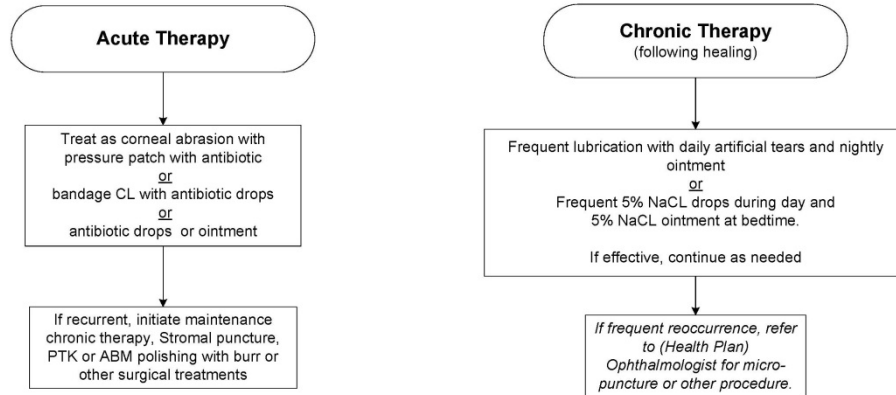 Acute Therapy
Treat as corneal abrasion with
pressure patch with antibiotic
or
bandage CL with antibiotic drops
or
antibiotic drops or ointment
If recurrent, initiate maintenance
chronic therapy, Stromal puncture,
PTK or ABM polishing with burr or
other surgical treatments
Chronic Therapy
(following healing)
Frequent lubrication with daily artificial tears and nightly
ointment
or
Frequent 5% NaCL drops during day and
5% NaCL ointment at bedtime.
If effective, continue as needed
If frequent reoccurrence, refer
to (Health Plan)
Ophthalmologist for micro-
puncture or other procedure.